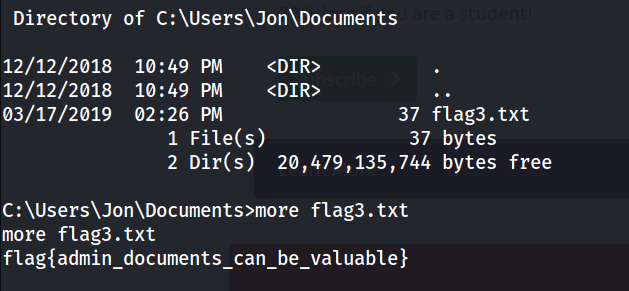 Directory of C:\Users\Jon\Documents
12/12/2018  10:49 PM    <DIR>          .
12/12/2018  10:49 PM    <DIR>          ..
03/17/2019  02:26 PM                37 flag3.txt
               1 File(s)             37 bytes
               2 Dir(s)  20,479,135,744 bytes free
C:\Users\Jon\Documents>more flag3.txt
more flag3.txt
flag{admin_documents_can_be_valuable}